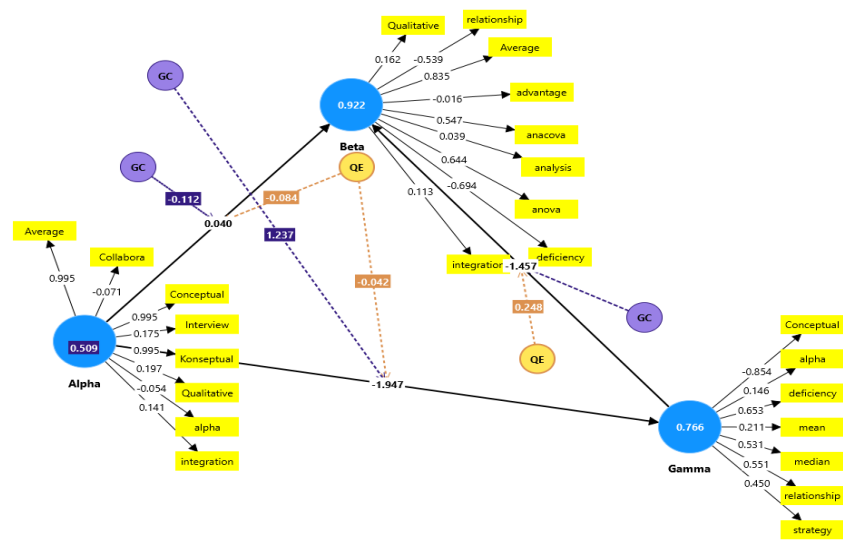 Qualitative
relationship
0.162
-0.539
Average
0.835
GC
advantage
-0.016
0.922
0.547
anacova
0.039
Beta
analysis
0.644
GC
QE
-0.694
0.113
-0.112
-0.084
anova
0.040
Average
1.237
Collabora
deficiency
integration
-1.457
0.995
-0.042
-0.071
Conceptual
0.248
0.995
GC
Interview
0.175
Conceptual
0.509
0.995
Konseptual
QE
alpha
0.197
-0.854
Alpha
-1.947
0.146
-0.054
Qualitative
deficiency
0.141
0.653
alpha
0.766
0.211
mean
0.531
integration
median
Gamma
0.551
0.450
relationship
strategy